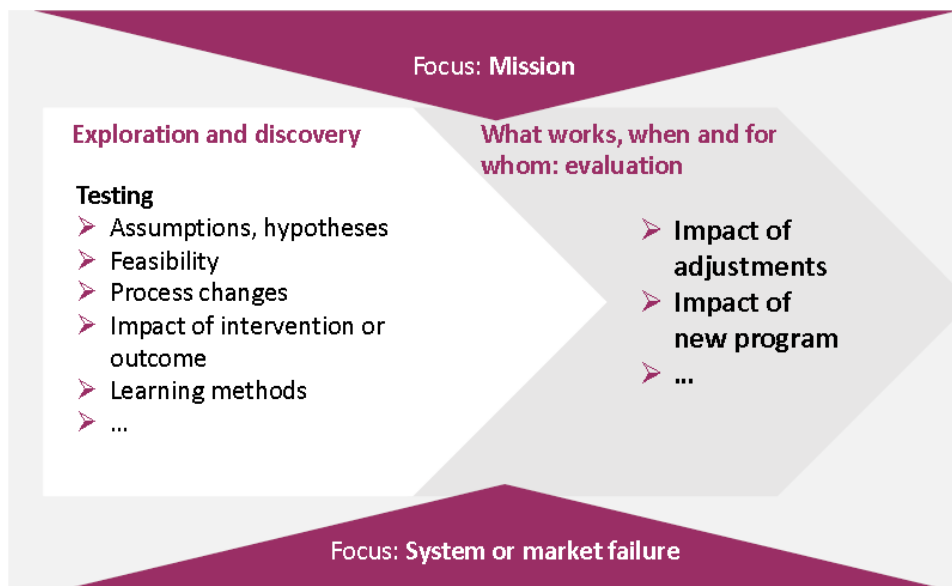 Focus: Mission
Exploration and discovery
Testing
➢ Assumptions, hypotheses
➢ Feasibility
➢ Process changes
➢ Impact of intervention or
outcome
➢ Learning methods
➢ ...
What works, when and for
whom: evaluation
➢ Impact of
adjustments
➢ Impact of
new program
➢ ...
Focus: System or market failure